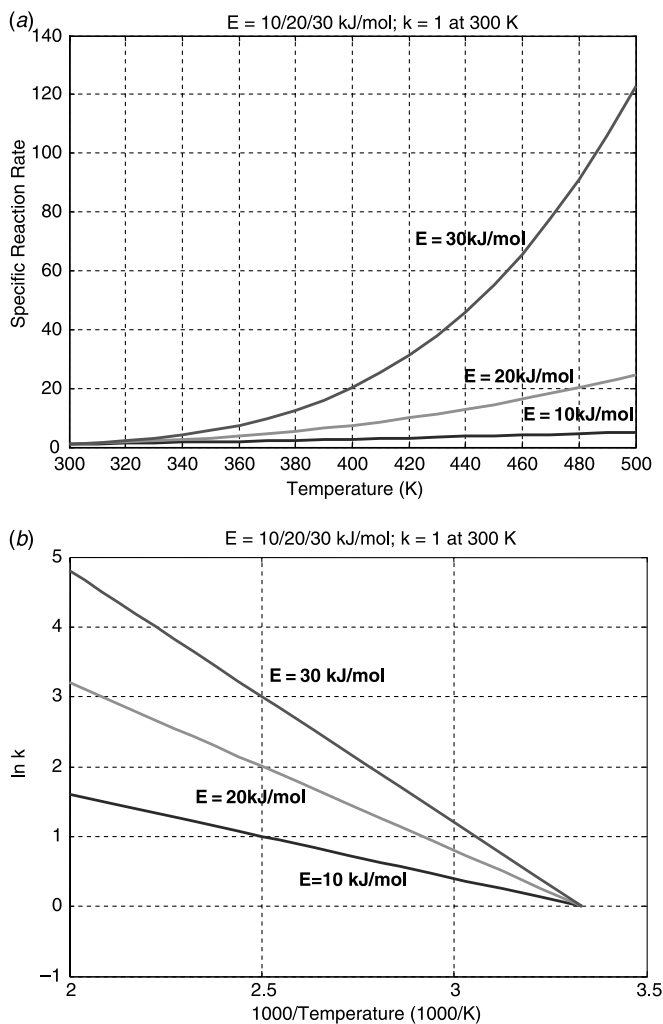 (a)
E = 10/20/30 kJ/mol; k = 1 at 300 K
140
120
100
80
60
40
20
0
Specific Reaction Rate
E = 30kJ/mol
E = 20kJ/mol
E = 10kJ/mol
300 320 340 360 380 400 420 440 460 480 500
Temperature (K)
(b)
E = 10/20/30 kJ/mol; k = 1 at 300 K
5
4
3
2
1
0
−1
ln k
E = 30 kJ/mol
E = 20kJ/mol
E=10 kJ/mol
2 2.5 3 3.5
1000/Temperature (1000/K)